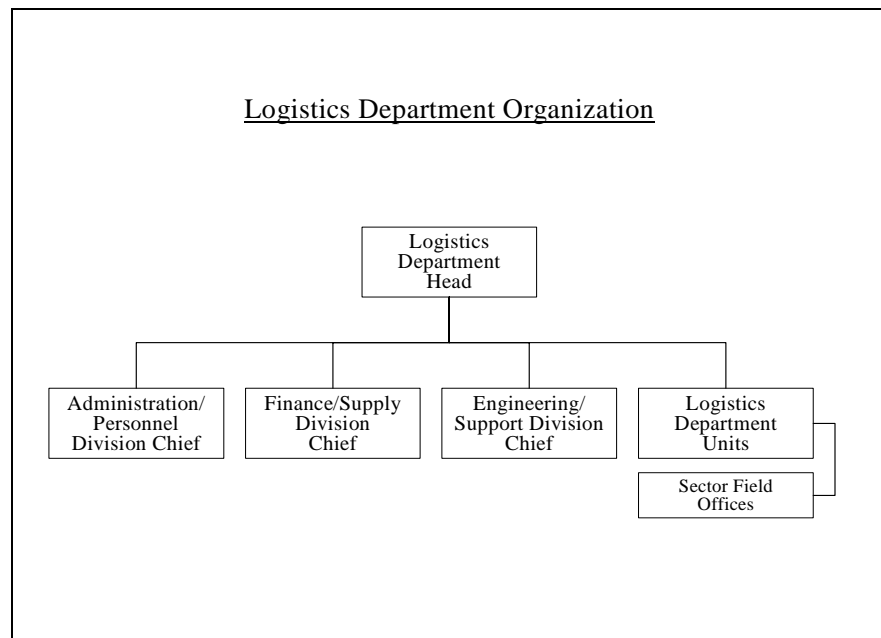 Logistics Department Organization
Logistics
Department
Head
Administration/
Personnel
Division Chief
Finance/Supply
Division
Chief
Engineering/
Support Division
Chief
Logistics
Department
Units
Sector Field
Offices